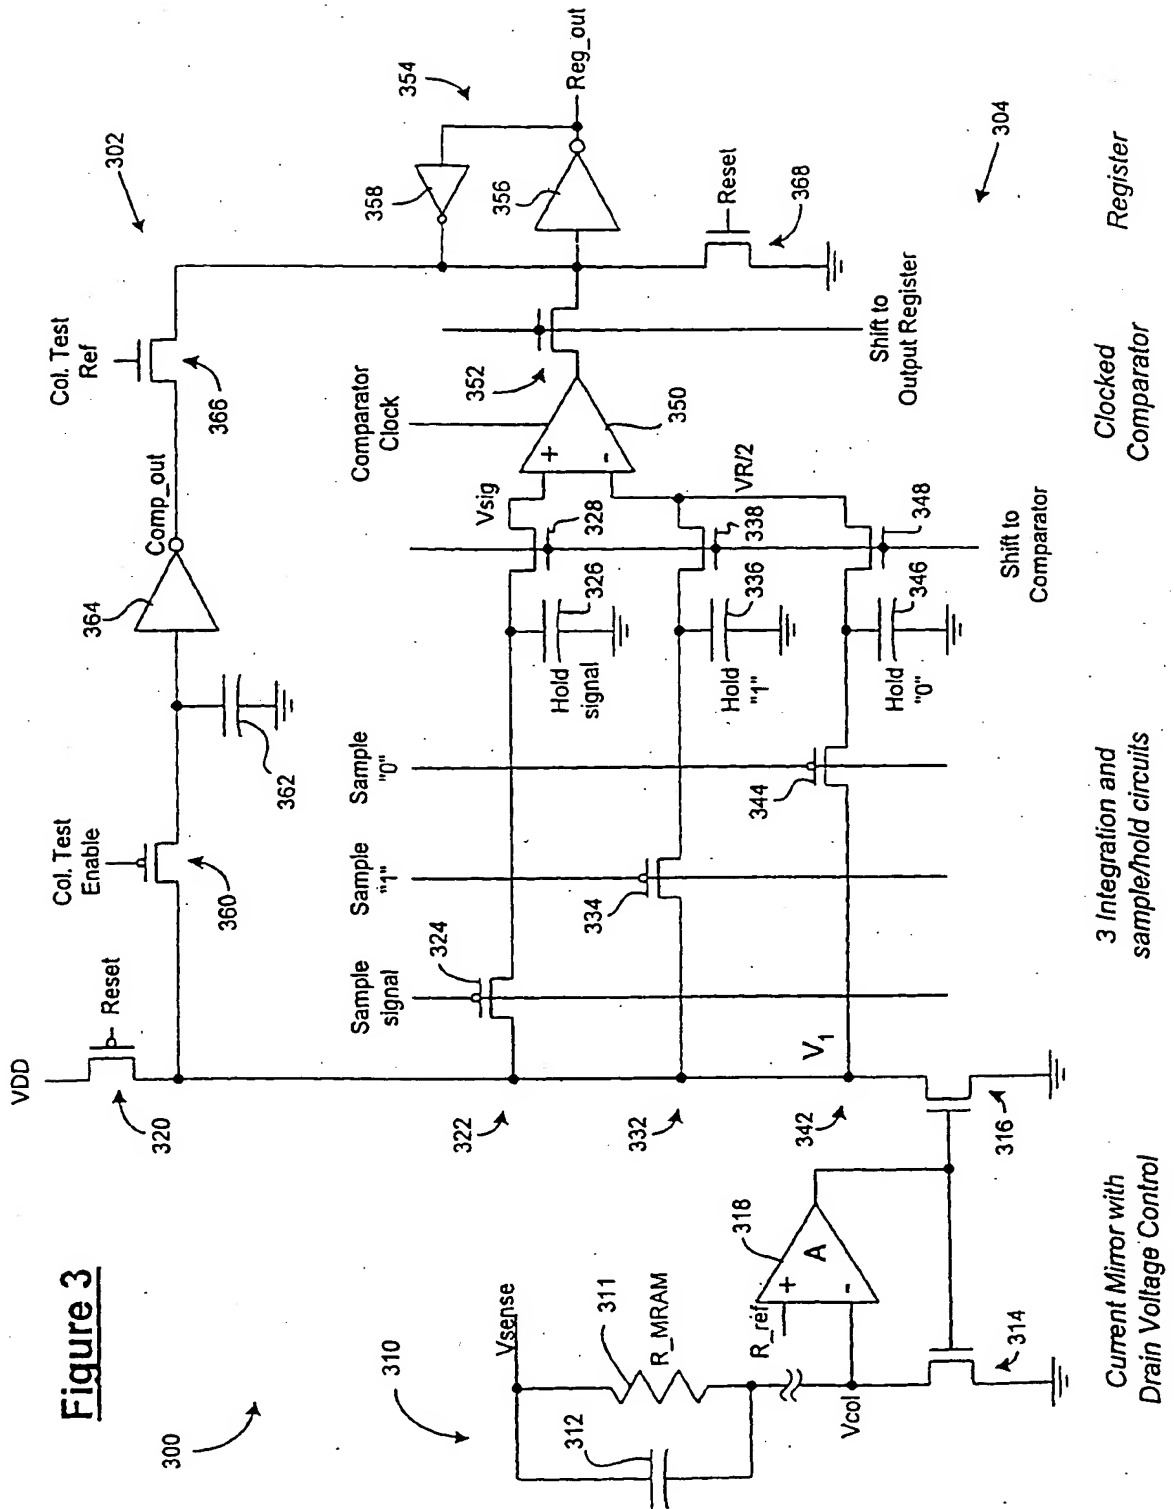 Figure 3
300
302
304
VDD
Reset
320
Col. Test
Enable
360
362
364
Comp_out
Col. Test
Ref
366
354
358
356
Reg_out
Reset
368
Sample
signal
324
322
Sample
"1"
334
332
Sample
"0"
344
342
V1
Hold
signal
326
328
Hold
"1"
336
338
Hold
"0"
346
348
Shift to
Comparator
Vsig
VR/2
+
-
350
Comparator
Clock
352
Shift to
Output Register
310
Vsense
311
R_MRAM
312
R_ref
+
-
A
318
Vcol
314
316
Current Mirror with
Drain Voltage Control
3 Integration and
sample/hold circuits
Clocked
Comparator
Register